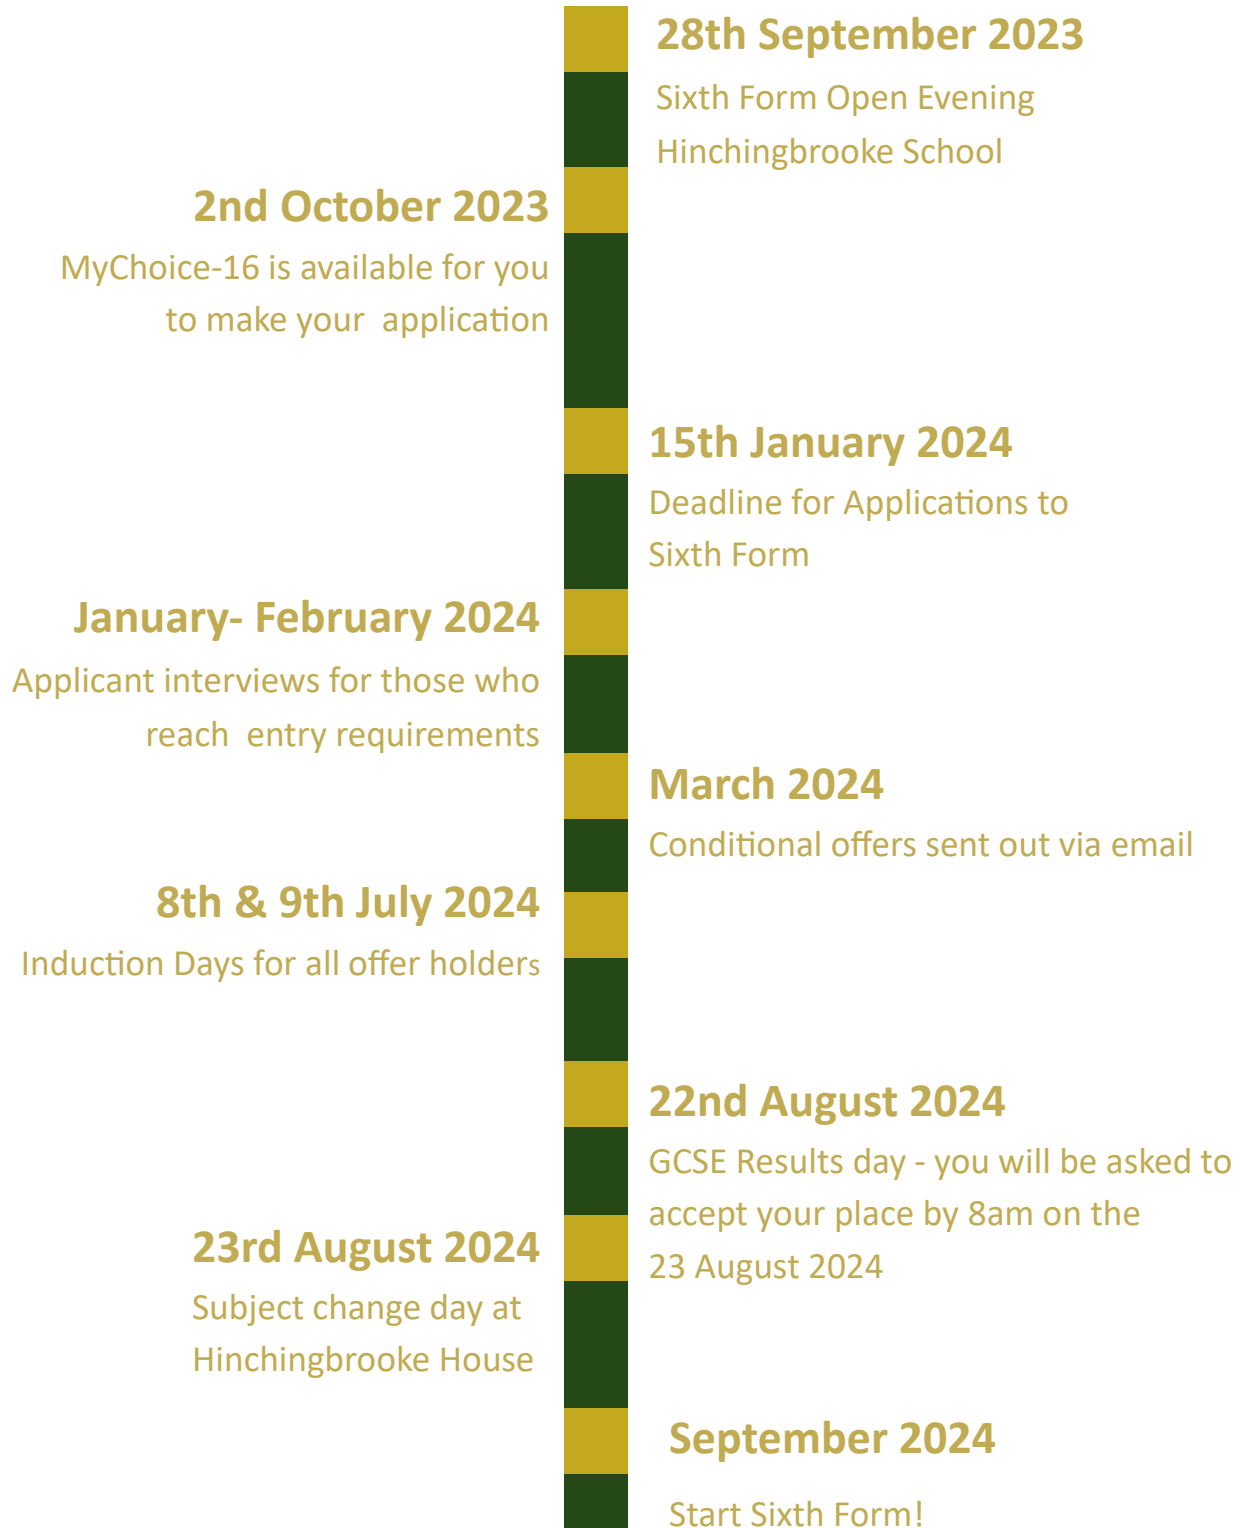 28th September 2023
Sixth Form Open Evening
Hinchingbrooke School
2nd October 2023
MyChoice-16 is available for you
to make your  application
15th January 2024
Deadline for Applications to
Sixth Form
January- February 2024
Applicant interviews for those who
reach  entry requirements
March 2024
Conditional offers sent out via email
8th & 9th July 2024
Induction Days for all offer holders
22nd August 2024
GCSE Results day - you will be asked to
accept your place by 8am on the
23 August 2024
23rd August 2024
Subject change day at
Hinchingbrooke House
September 2024
Start Sixth Form!